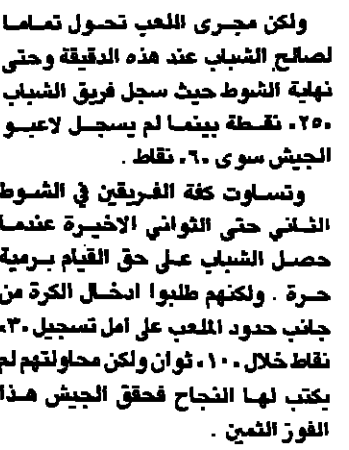 ولكن مجرى الملعب تحول تماما
لصالح الشباب عند هذه الدقيقة وحتى
نهاية الشوط حيث سجل فريق الشباب
«٢٥» نقطة بينما لم يسجل لاعبو
الجيش سوى «٦» نقاط .
وتساوت كفة الفريقين في الشوط
الثاني حتى الثواني الاخيرة عندما
حصل الشباب على حق القيام برمية
حرة . ولكنهم طلبوا ادخال الكرة من
جانب حدود الملعب على امل تسجيل «٣»
نقاط خلال «١٠» ثوان ولكن محاولتهم لم
يكتب لها النجاح فحقق الجيش هذا
الفوز الثمين .